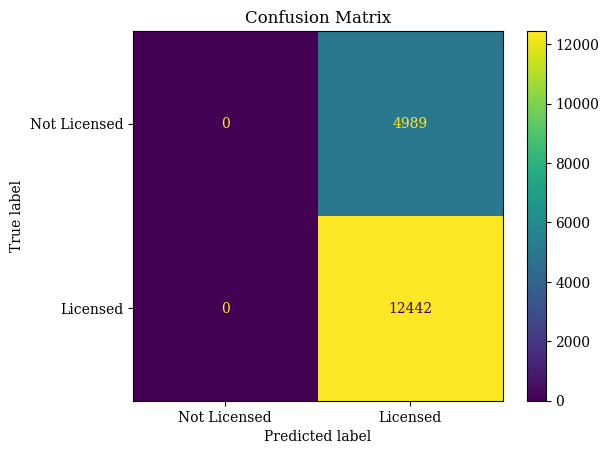 Confusion Matrix
12000
10000
8000
6000
4000
2000
0
True label
Not Licensed
Licensed
0
4989
0
12442
Not Licensed
Licensed
Predicted label